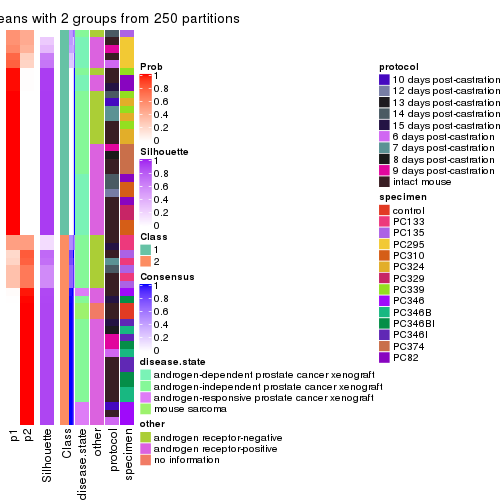 eans with 2 groups from 250 partitions
Prob
1
0.8
0.6
0.4
0.2
0
Silhouette
1
0.8
0.6
0.4
0.2
0
Class
1
2
Consensus
1
0.8
0.6
0.4
0.2
0
disease.state
androgen-dependent prostate cancer xenograft
androgen-independent prostate cancer xenograft
androgen-responsive prostate cancer xenograft
mouse sarcoma
other
androgen receptor-negative
androgen receptor-positive
no information
protocol
10 days post-castration
12 days post-castration
13 days post-castration
14 days post-castration
15 days post-castration
6 days post-castration
7 days post-castration
8 days post-castration
9 days post-castration
intact mouse
specimen
control
PC133
PC135
PC295
PC310
PC324
PC329
PC339
PC346
PC346B
PC346BI
PC346I
PC374
PC82
p1
p2
Silhouette
Class
disease.state
other
protocol
specimen